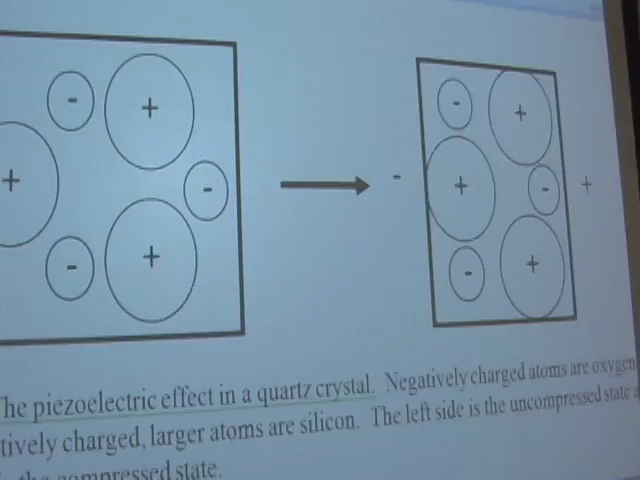 - +
+ -
- +
- +
- +
+ -
- +
The piezoelectric effect in a quartz crystal. Negatively charged atoms are oxygen
tively charged, larger atoms are silicon. The left side is the uncompressed state
the compressed state.